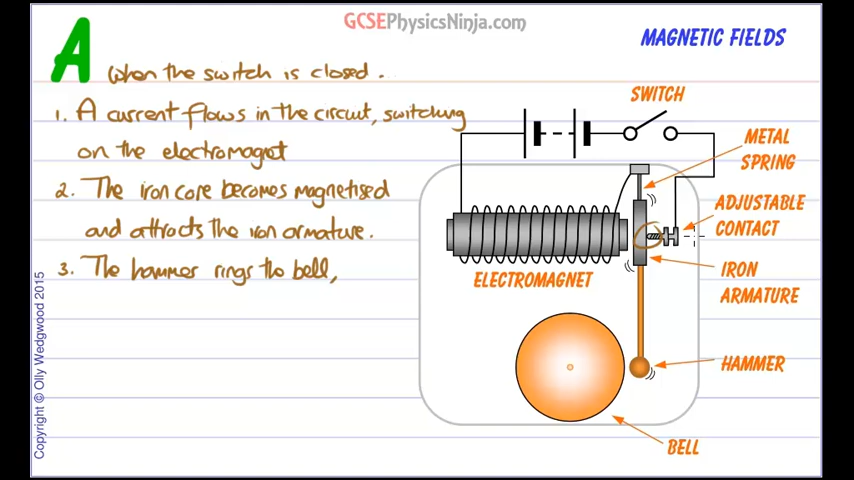 GCSEPhysicsNinja.com
MAGNETIC FIELDS
A
When the switch is closed.
1. A current flows in the circuit, switching
on the electromagnet
2. The iron core becomes magnetised
and attracts the iron armature.
3. The hammer rings the bell,
SWITCH
METAL
SPRING
ADJUSTABLE
CONTACT
ELECTROMAGNET
IRON
ARMATURE
HAMMER
BELL
Copyright © Olly Wedgwood 2015